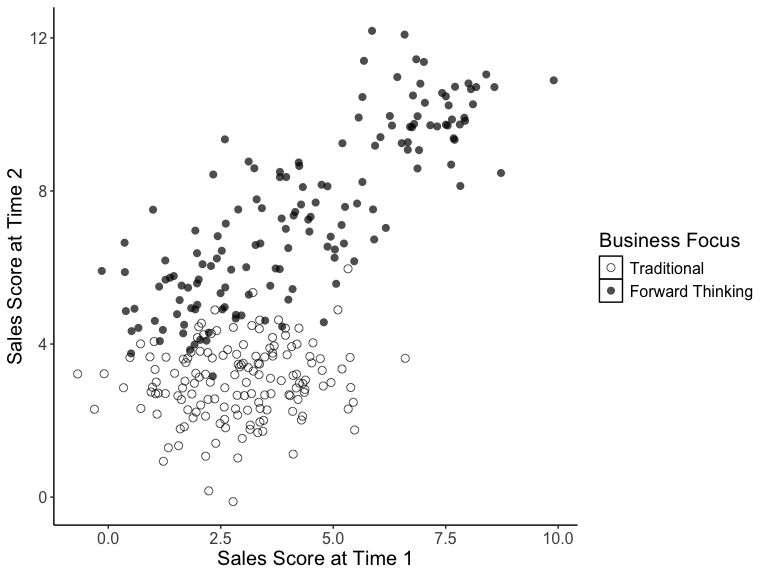 12
8
4
0
Sales Score at Time 2
0.0 2.5 5.0 7.5 10.0
Sales Score at Time 1
Business Focus
Traditional
Forward Thinking